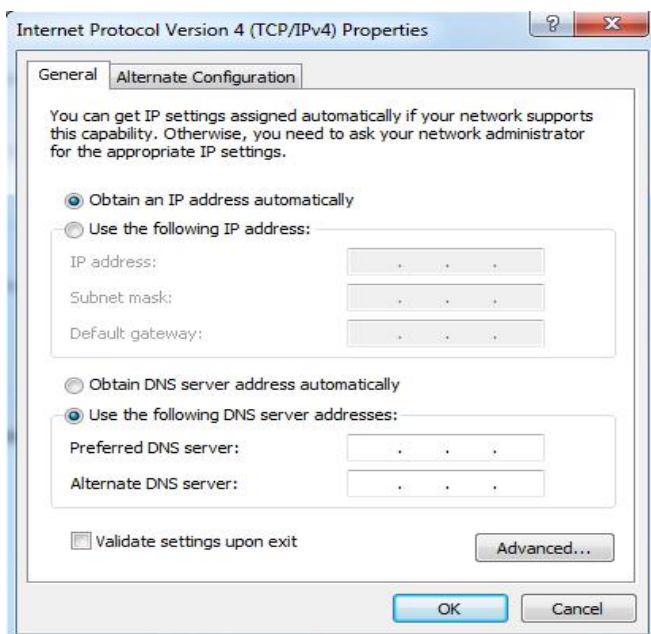 Internet Protocol Version 4 (TCP/IPv4) Properties
General
Alternate Configuration
You can get IP settings assigned automatically if your network supports
this capability. Otherwise, you need to ask your network administrator
for the appropriate IP settings.
Obtain an IP address automatically
Use the following IP address:
IP address:
Subnet mask:
Default gateway:
Obtain DNS server address automatically
Use the following DNS server addresses:
Preferred DNS server:
Alternate DNS server:
Validate settings upon exit
Advanced...
OK
Cancel